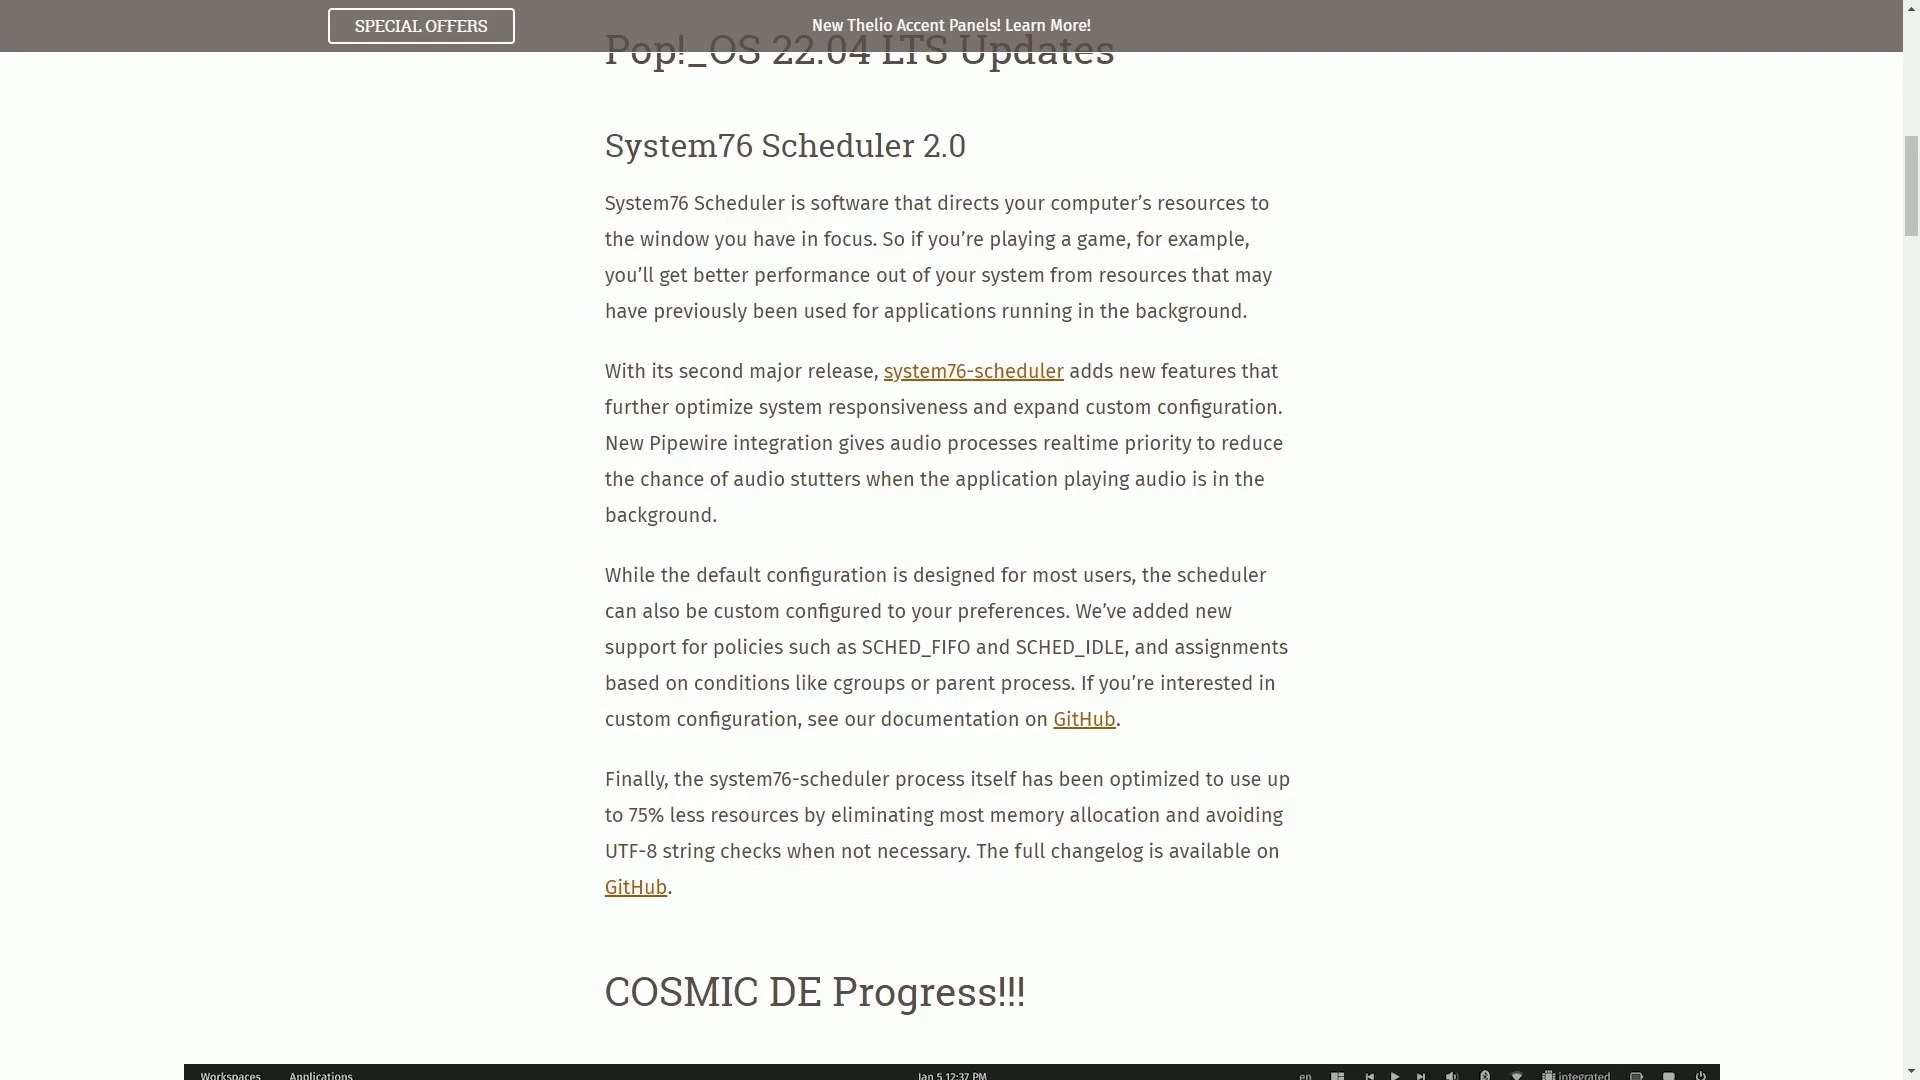 SPECIAL OFFERS
New Thelio Accent Panels! Learn More!
Pop!_OS 22.04 LTS Updates
System76 Scheduler 2.0
System76 Scheduler is software that directs your computer’s resources to
the window you have in focus. So if you’re playing a game, for example,
you’ll get better performance out of your system from resources that may
have previously been used for applications running in the background.
With its second major release, system76-scheduler adds new features that
further optimize system responsiveness and expand custom configuration.
New Pipewire integration gives audio processes realtime priority to reduce
the chance of audio stutters when the application playing audio is in the
background.
While the default configuration is designed for most users, the scheduler
can also be custom configured to your preferences. We’ve added new
support for policies such as SCHED_FIFO and SCHED_IDLE, and assignments
based on conditions like cgroups or parent process. If you’re interested in
custom configuration, see our documentation on GitHub.
Finally, the system76-scheduler process itself has been optimized to use up
to 75% less resources by eliminating most memory allocation and avoiding
UTF-8 string checks when not necessary. The full changelog is available on
GitHub.
COSMIC DE Progress!!!
Workspaces Applications Jan 5 12:37 PM en integrated